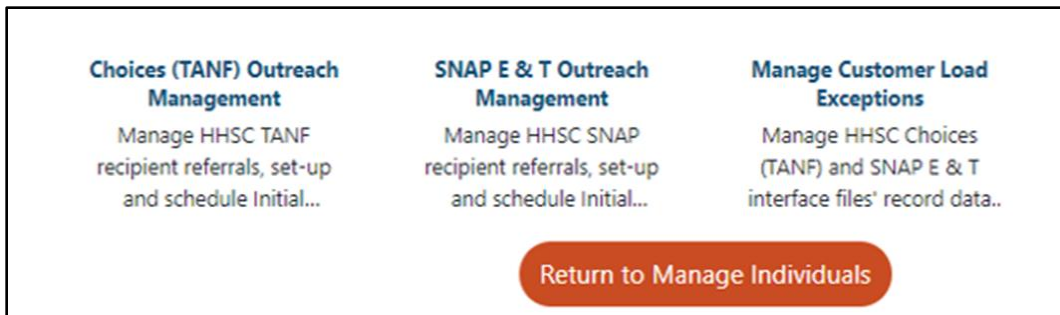 Choices (TANF) Outreach
Management
Manage HHSC TANF
recipient referrals, set-up
and schedule Initial...
SNAP E & T Outreach
Management
Manage HHSC SNAP
recipient referrals, set-up
and schedule Initial...
Manage Customer Load
Exceptions
Manage HHSC Choices
(TANF) and SNAP E & T
interface files' record data..
Return to Manage Individuals